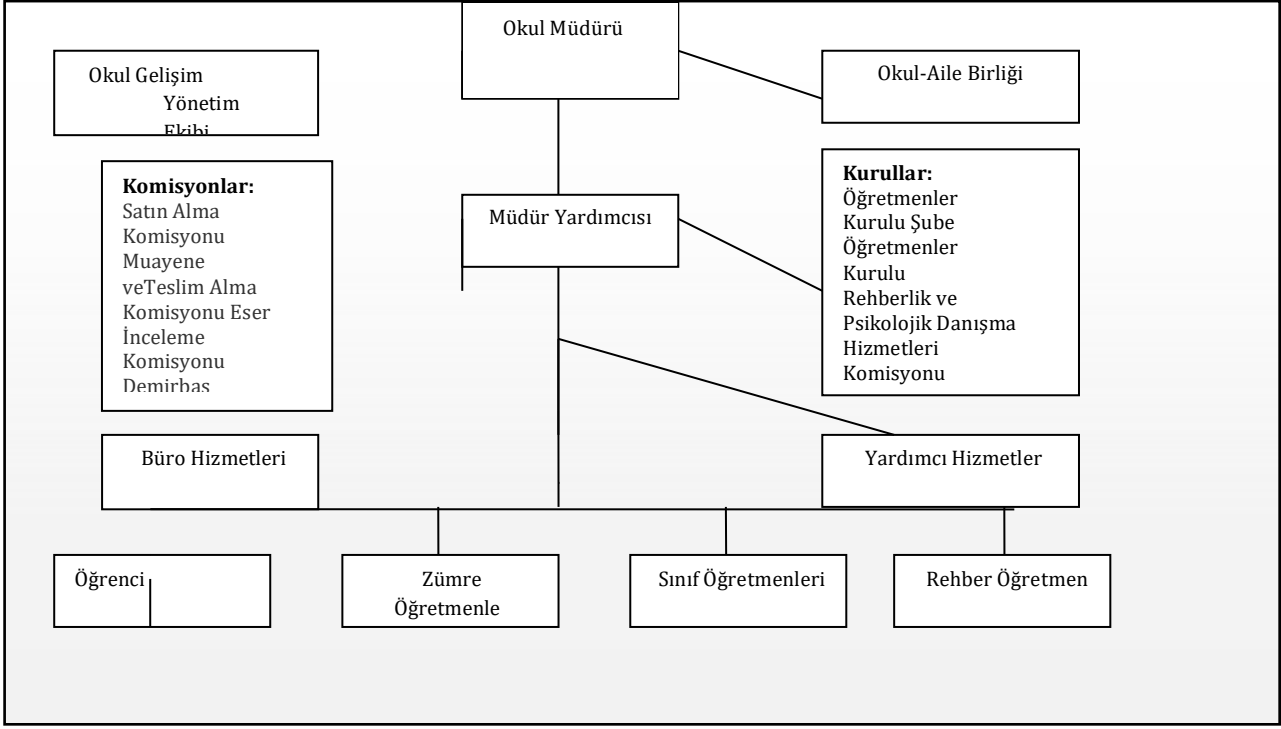 Okul Müdürü
Okul Gelişim
Yönetim
Ekibi
Okul-Aile Birliği
Komisyonlar:
Satın Alma
Komisyonu
Muayene
veTeslim Alma
Komisyonu Eser
İnceleme
Komisyonu
Demirbaş
Müdür Yardımcısı
Kurullar:
Öğretmenler
Kurulu Şube
Öğretmenler
Kurulu
Rehberlik ve
Psikolojik Danışma
Hizmetleri
Komisyonu
Büro Hizmetleri
Yardımcı Hizmetler
Öğrenci
Zümre
Öğretmenle
Sınıf Öğretmenleri
Rehber Öğretmen